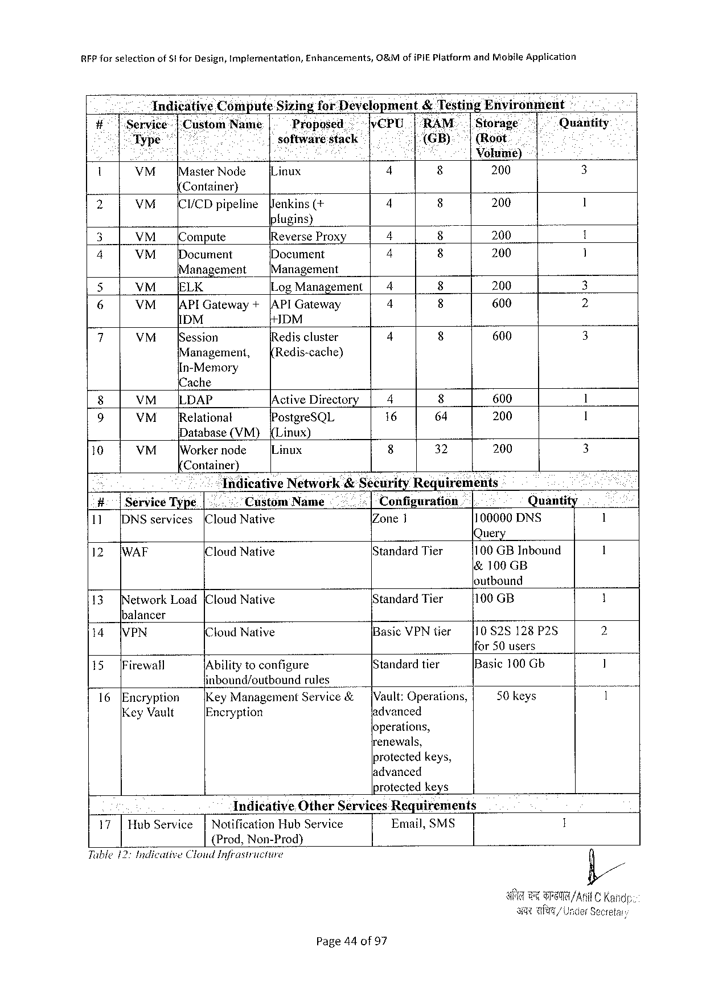 RFP for selection of SI for Design, Implementation, Enhancements, O&M of iPIE Platform and Mobile Application
Indicative Compute Sizing for Development & Testing Environment
# Service Type Custom Name Proposed software stack vCPU RAM (GB) Storage (Root Volume) Quantity
1 VM Master Node (Container) Linux 4 8 200 3
2 VM CI/CD pipeline Jenkins (+ plugins) 4 8 200 1
3 VM Compute Reverse Proxy 4 8 200 1
4 VM Document Management Document Management 4 8 200 1
5 VM ELK Log Management 4 8 200 3
6 VM API Gateway + IDM API Gateway +IDM 4 8 600 2
7 VM Session Management, In-Memory Cache Redis cluster (Redis-cache) 4 8 600 3
8 VM LDAP Active Directory 4 8 600 1
9 VM Relational Database (VM) PostgreSQL (Linux) 16 64 200 1
10 VM Worker node (Container) Linux 8 32 200 3
Indicative Network & Security Requirements
# Service Type Custom Name Configuration Quantity
11 DNS services Cloud Native Zone 1 100000 DNS Query 1
12 WAF Cloud Native Standard Tier 100 GB Inbound & 100 GB outbound 1
13 Network Load balancer Cloud Native Standard Tier 100 GB 1
14 VPN Cloud Native Basic VPN tier 10 S2S 128 P2S for 50 users 2
15 Firewall Ability to configure inbound/outbound rules Standard tier Basic 100 Gb 1
16 Encryption Key Vault Key Management Service & Encryption Vault: Operations, advanced operations, renewals, protected keys, advanced protected keys 50 keys 1
Indicative Other Services Requirements
17 Hub Service Notification Hub Service (Prod, Non-Prod) Email, SMS 1
Table 12: Indicative Cloud Infrastructure
अनिल चन्द काण्डपाल/Anil C Kandp
अवर सचिव/Under Secretary
Page 44 of 97